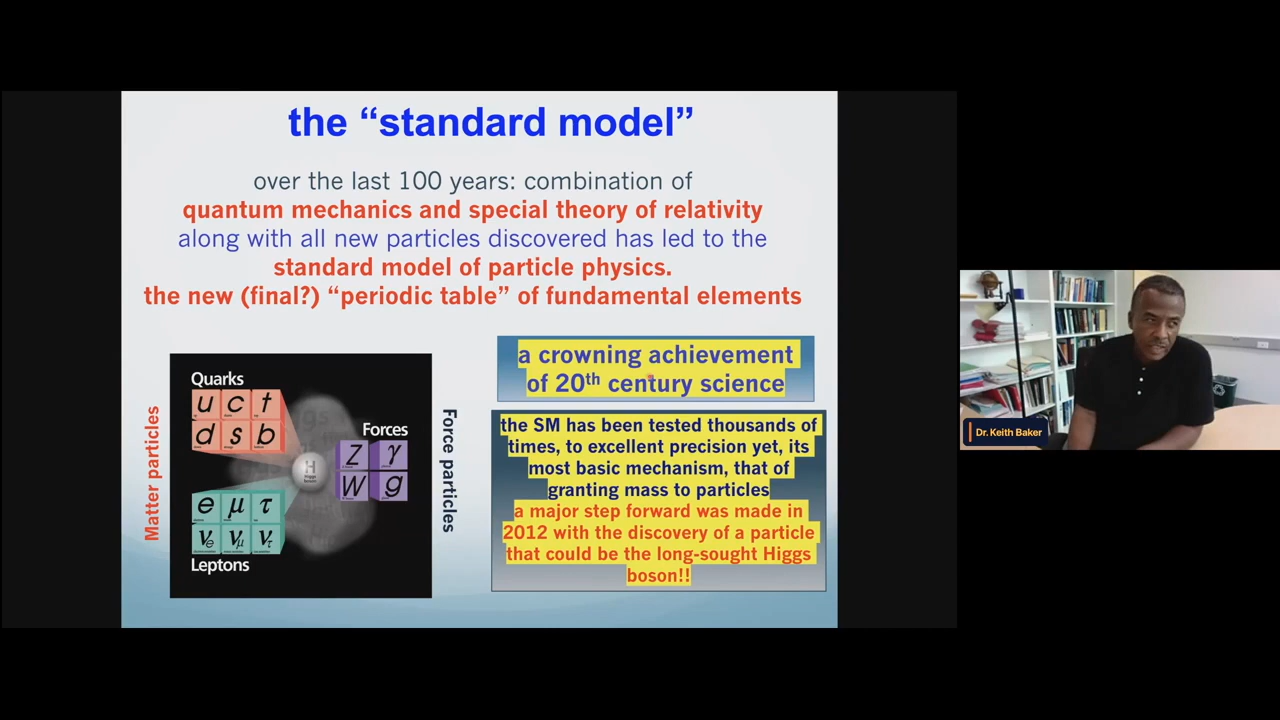 the “standard model”
over the last 100 years: combination of
quantum mechanics and special theory of relativity
along with all new particles discovered has led to the
standard model of particle physics.
the new (final?) “periodic table” of fundamental elements
Matter particles
Quarks
u c t
d s b
Forces
Z γ
W g
H
e μ τ
νe νμ ντ
Leptons
Force particles
a crowning achievement
of 20th century science
the SM has been tested thousands of
times, to excellent precision yet, its
most basic mechanism, that of
granting mass to particles
a major step forward was made in
2012 with the discovery of a particle
that could be the long-sought Higgs
boson!!
Dr. Keith Baker